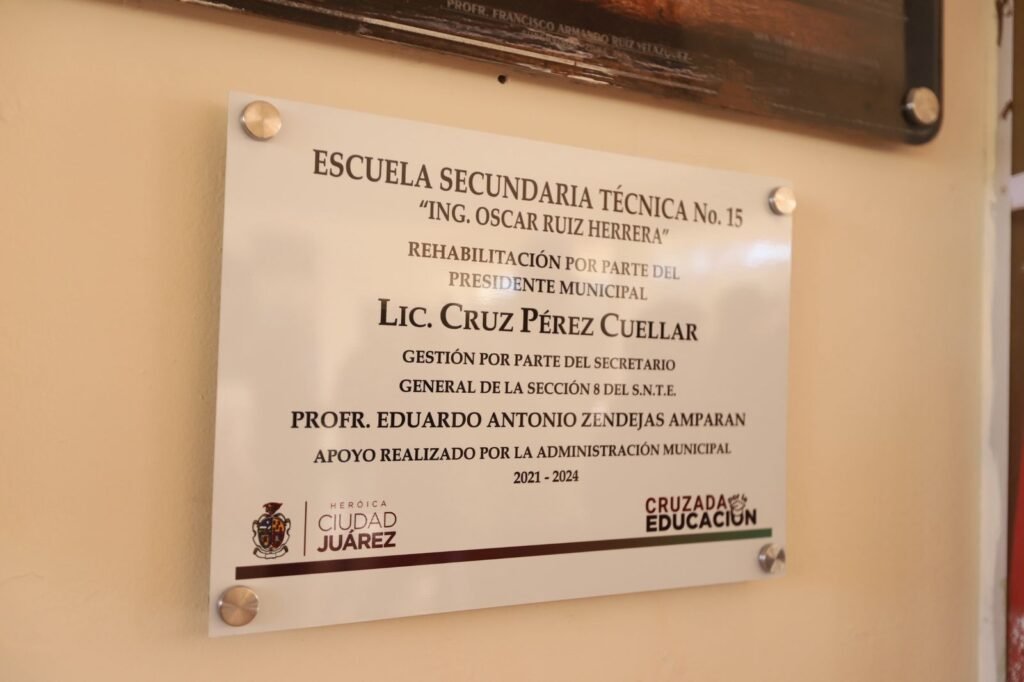 PROFR. FRANCISCO ARMANDO RUIZ VELAZQUEZ
ESCUELA SECUNDARIA TÉCNICA No. 15
“ING. OSCAR RUIZ HERRERA”
REHABILITACIÓN POR PARTE DEL
PRESIDENTE MUNICIPAL
LIC. CRUZ PÉREZ CUELLAR
GESTIÓN POR PARTE DEL SECRETARIO
GENERAL DE LA SECCIÓN 8 DEL S.N.T.E.
PROFR. EDUARDO ANTONIO ZENDEJAS AMPARAN
APOYO REALIZADO POR LA ADMINISTRACIÓN MUNICIPAL
2021 - 2024
HERÓICA
CIUDAD
JUÁREZ
CRUZADA por la
EDUCACIÓN